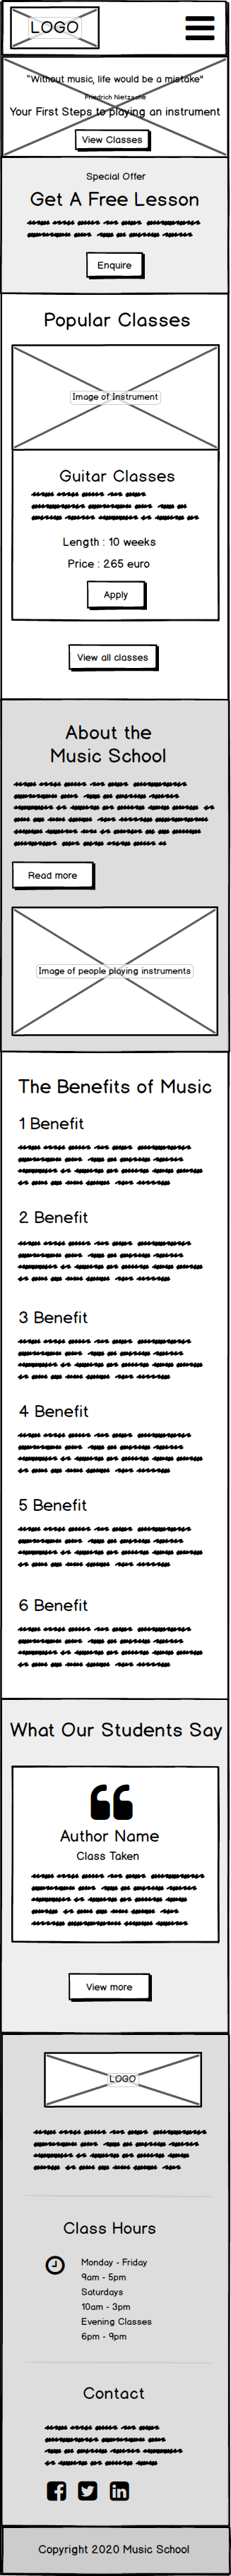 LOGO
"Without music, life would be a mistake"
Friedrich Nietzsche
Your First Steps to playing an instrument
View Classes
Special Offer
Get A Free Lesson
Enquire
Popular Classes
Image of Instrument
Guitar Classes
Length : 10 weeks
Price : 265 euro
Apply
View all classes
About the
Music School
Read more
Image of people playing instruments
The Benefits of Music
1 Benefit
2 Benefit
3 Benefit
4 Benefit
5 Benefit
6 Benefit
What Our Students Say
Author Name
Class Taken
View more
LOGO
Class Hours
Monday - Friday
9am - 5pm
Saturdays
10am - 3pm
Evening Classes
6pm - 9pm
Contact
Copyright 2020 Music School